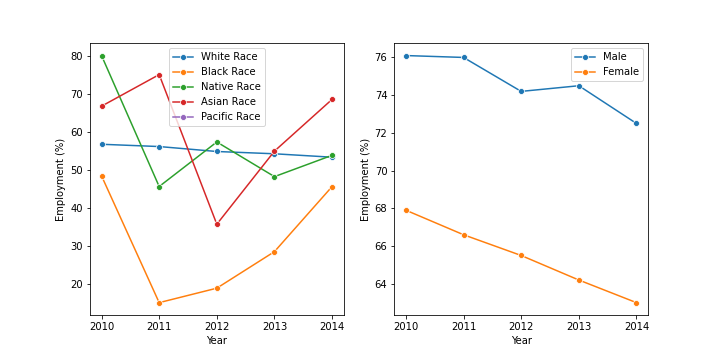 80
70
60
50
40
30
20
Employment (%)
2010 2011 2012 2013 2014
Year
White Race
Black Race
Native Race
Asian Race
Pacific Race
76
74
72
70
68
66
64
Employment (%)
2010 2011 2012 2013 2014
Year
Male
Female